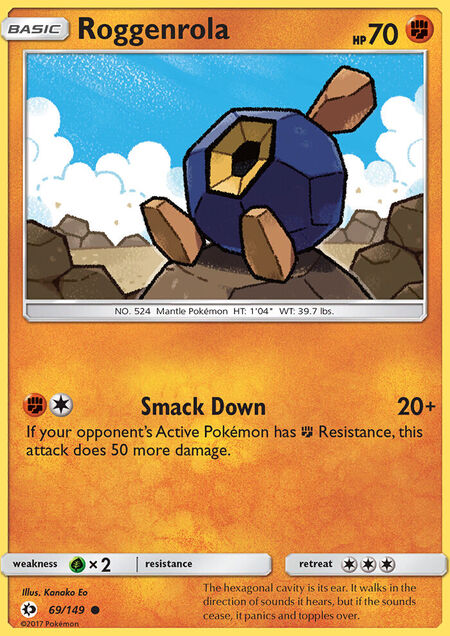 BASIC Roggenrola HP 70
NO. 524 Mantle Pokémon HT: 1'04" WT: 39.7 lbs.
Smack Down 20+
If your opponent's Active Pokémon has Resistance, this
attack does 50 more damage.
weakness ×2 resistance retreat
Illus. Kanako Eo
69/149
©2017 Pokémon
The hexagonal cavity is its ear. It walks in the
direction of sounds it hears, but if the sounds
cease, it panics and topples over.